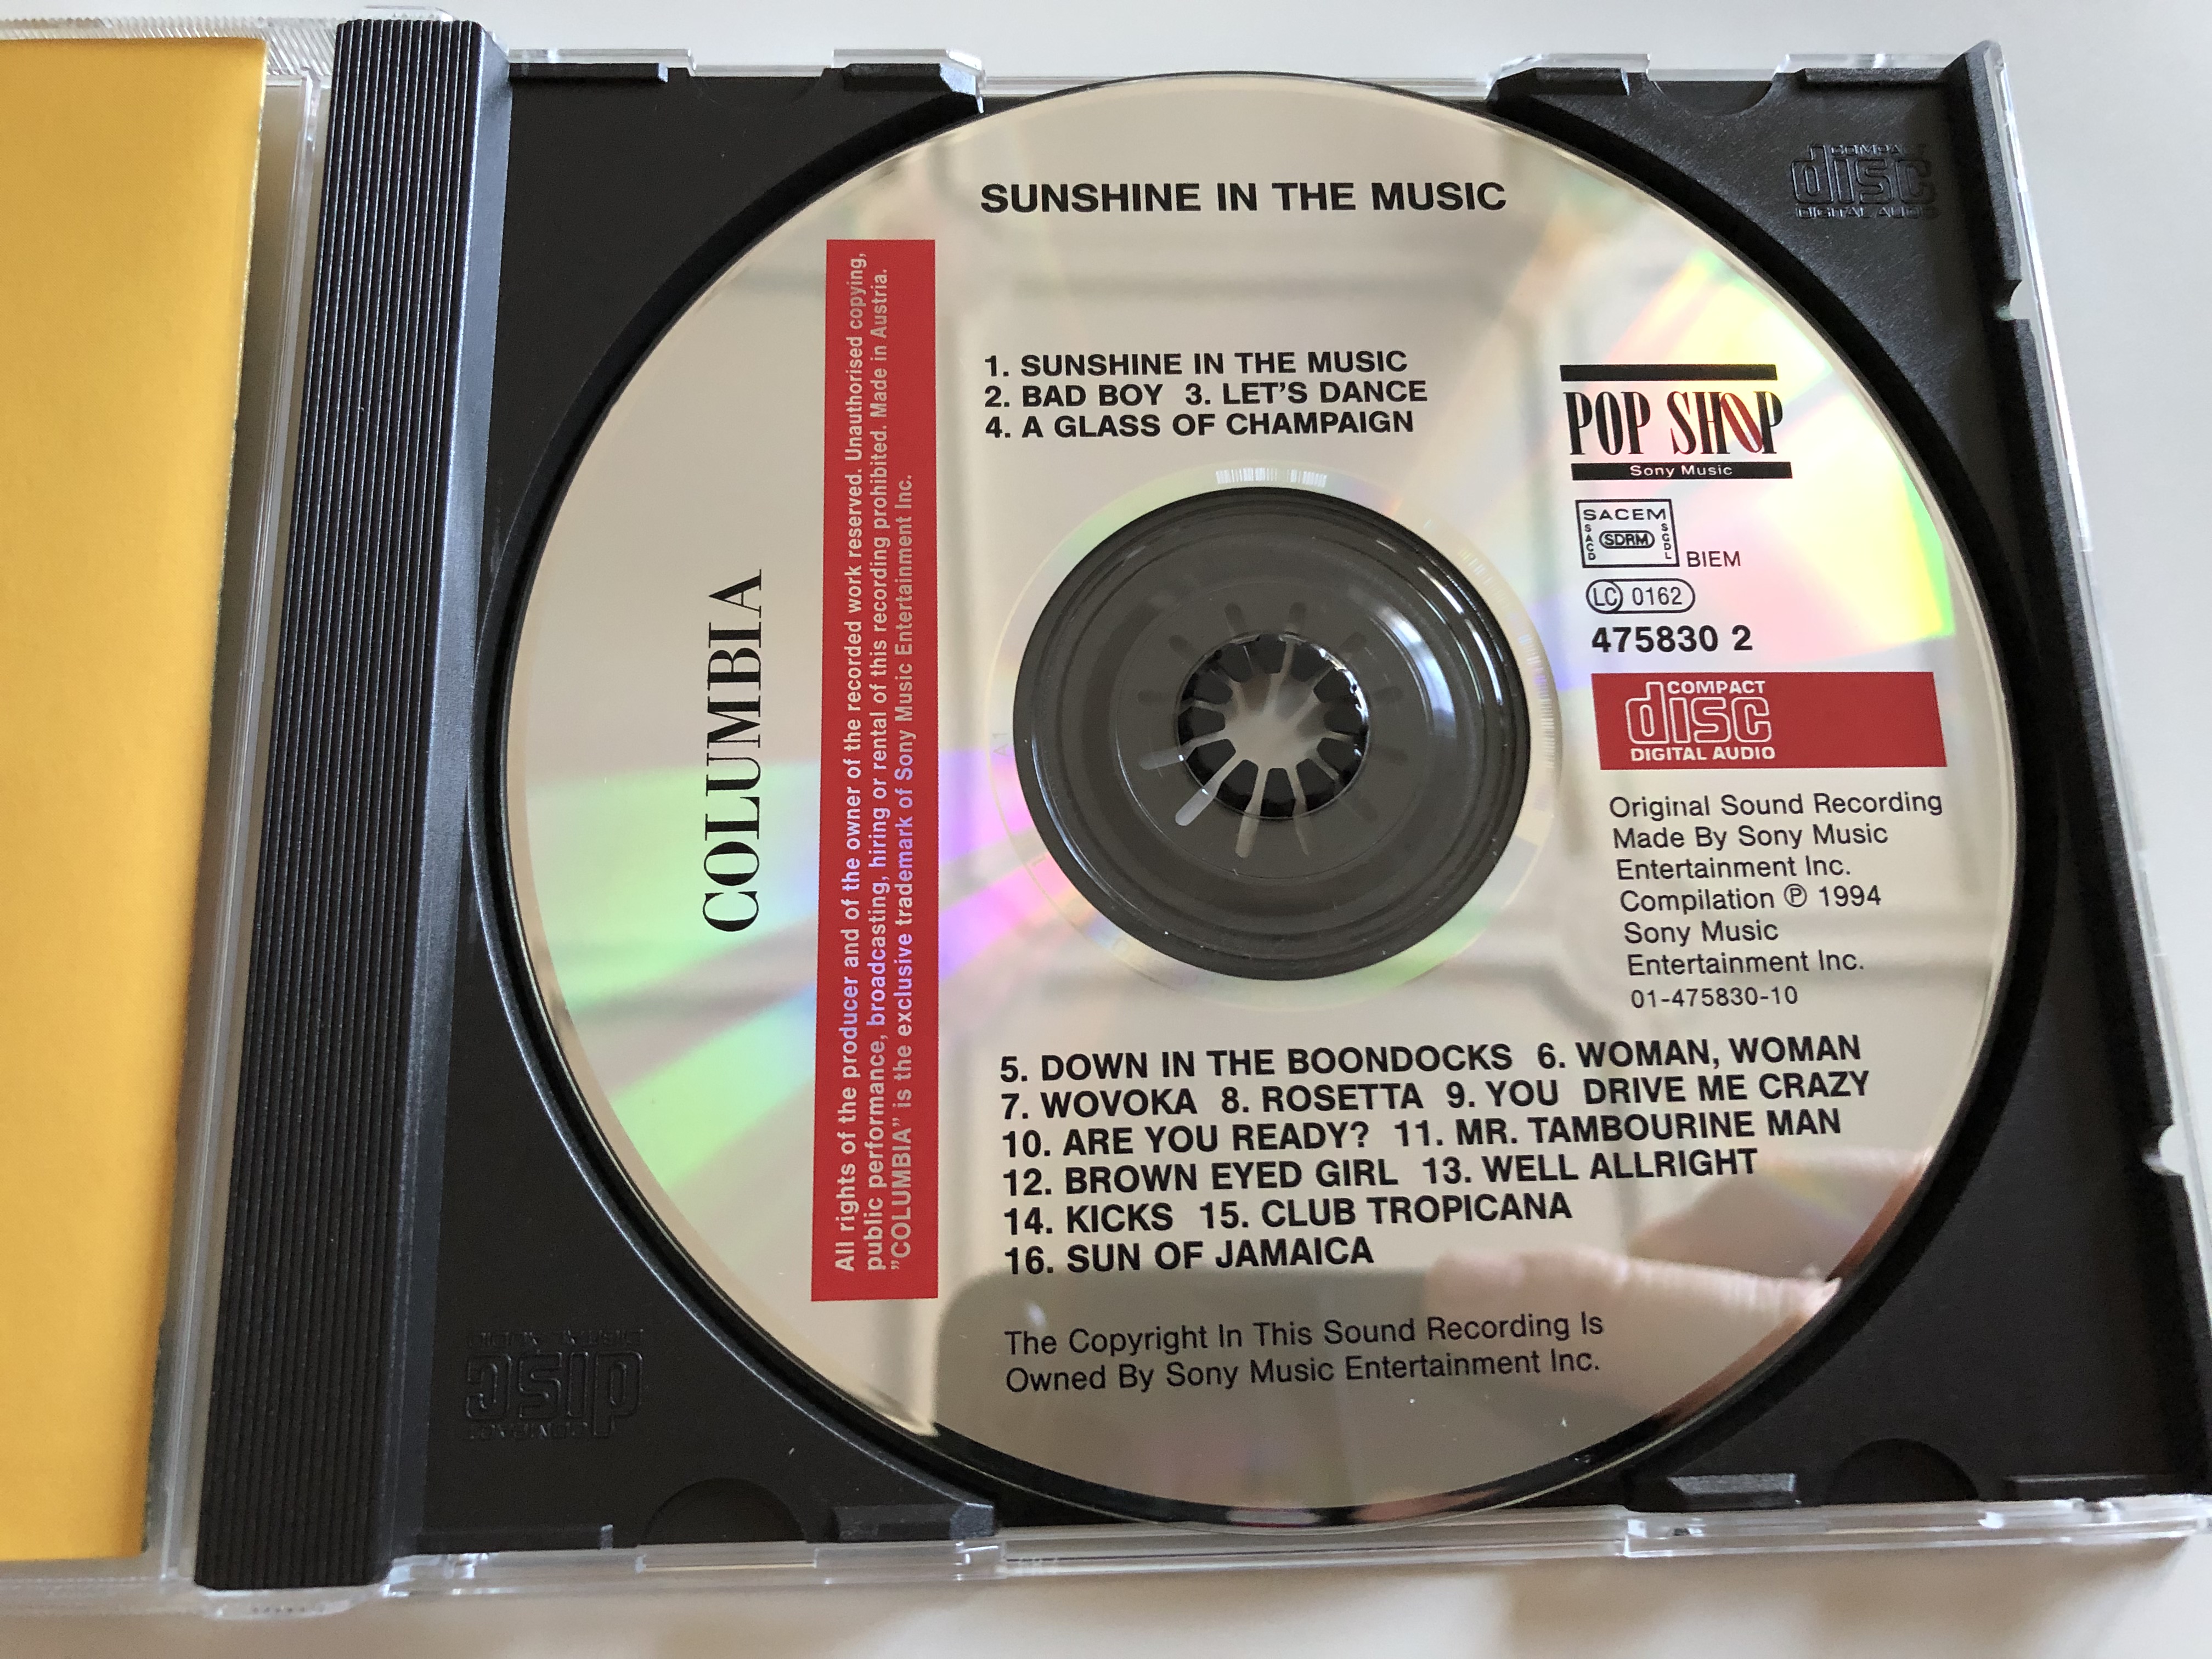 SUNSHINE IN THE MUSIC
1. SUNSHINE IN THE MUSIC
2. BAD BOY 3. LET'S DANCE
4. A GLASS OF CHAMPAIGN
COLUMBIA
All rights of the producer and of the owner of the recorded work reserved. Unauthorised copying,
public performance, broadcasting, hiring or rental of this recording prohibited. Made in Austria.
"COLUMBIA" is the exclusive trademark of Sony Music Entertainment Inc.
POP SHOP
Sony Music
SACEM
SACD
SDRM
SGDL
BIEM
LC 0162
475830 2
COMPACT
disc
DIGITAL AUDIO
Original Sound Recording
Made By Sony Music
Entertainment Inc.
Compilation ℗ 1994
Sony Music
Entertainment Inc.
01-475830-10
5. DOWN IN THE BOONDOCKS 6. WOMAN, WOMAN
7. WOVOKA 8. ROSETTA 9. YOU DRIVE ME CRAZY
10. ARE YOU READY? 11. MR. TAMBOURINE MAN
12. BROWN EYED GIRL 13. WELL ALLRIGHT
14. KICKS 15. CLUB TROPICANA
16. SUN OF JAMAICA
The Copyright In This Sound Recording Is
Owned By Sony Music Entertainment Inc.
COMPACT
disc
DIGITAL AUDIO
COMPACT
disc
DIGITAL AUDIO